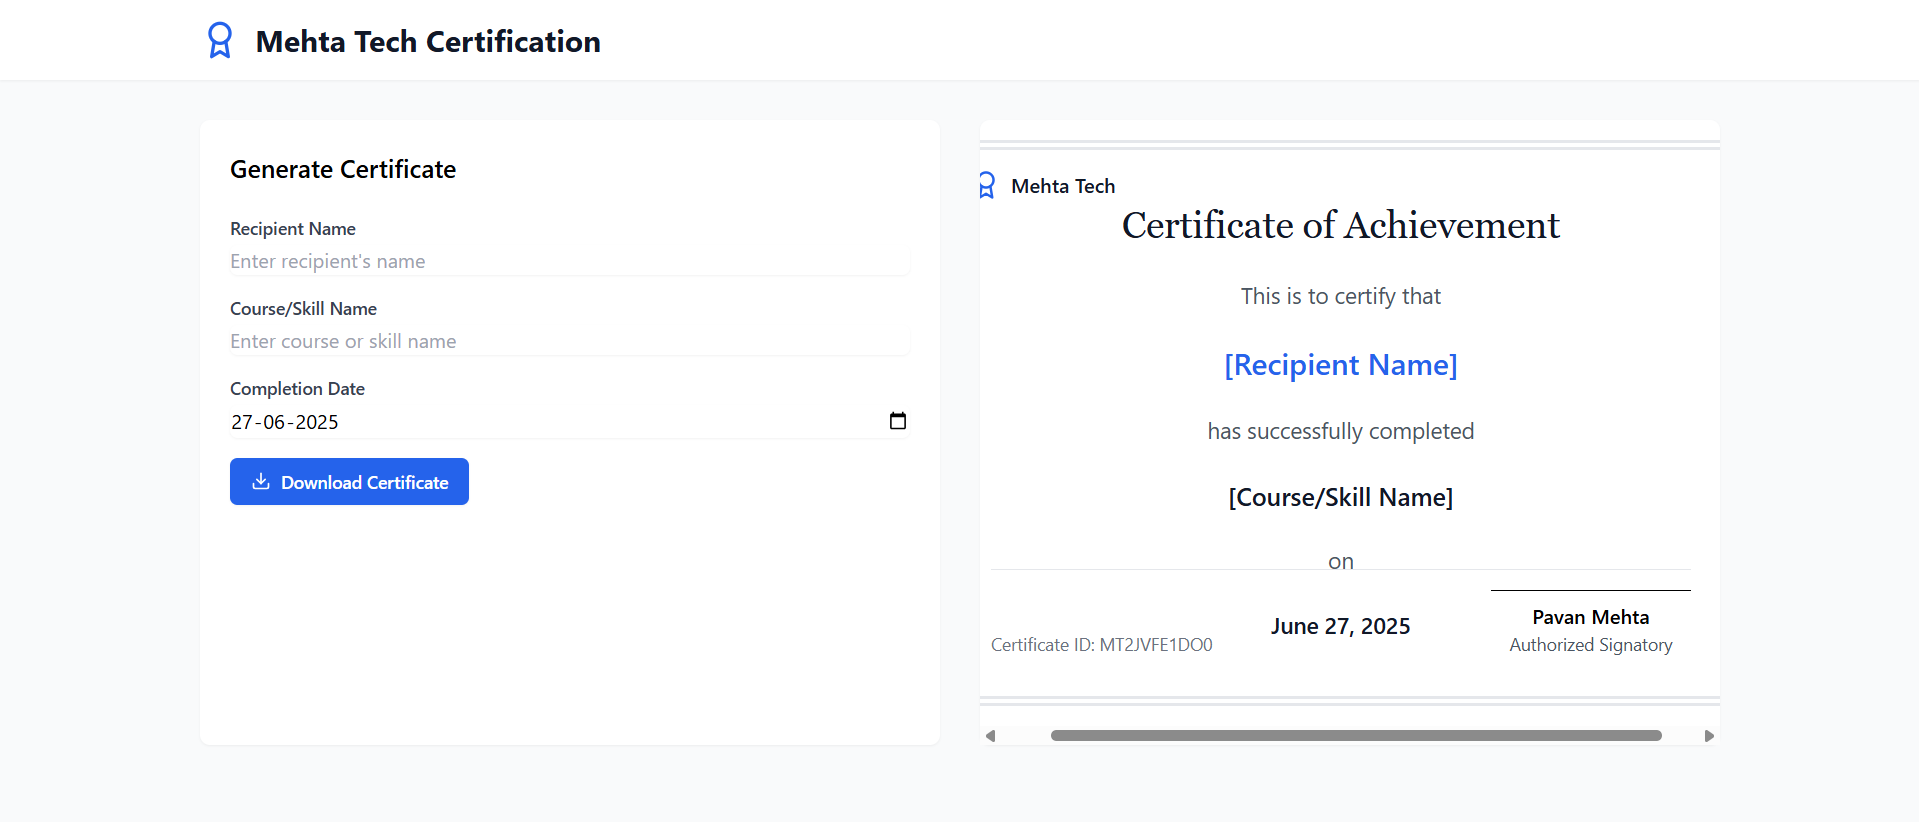 Mehta Tech Certification
Generate Certificate
Recipient Name
Enter recipient's name
Course/Skill Name
Enter course or skill name
Completion Date
27-06-2025
Download Certificate
Mehta Tech
Certificate of Achievement
This is to certify that
[Recipient Name]
has successfully completed
[Course/Skill Name]
on
June 27, 2025
Certificate ID: MT2JVFE1DO0
Pavan Mehta
Authorized Signatory